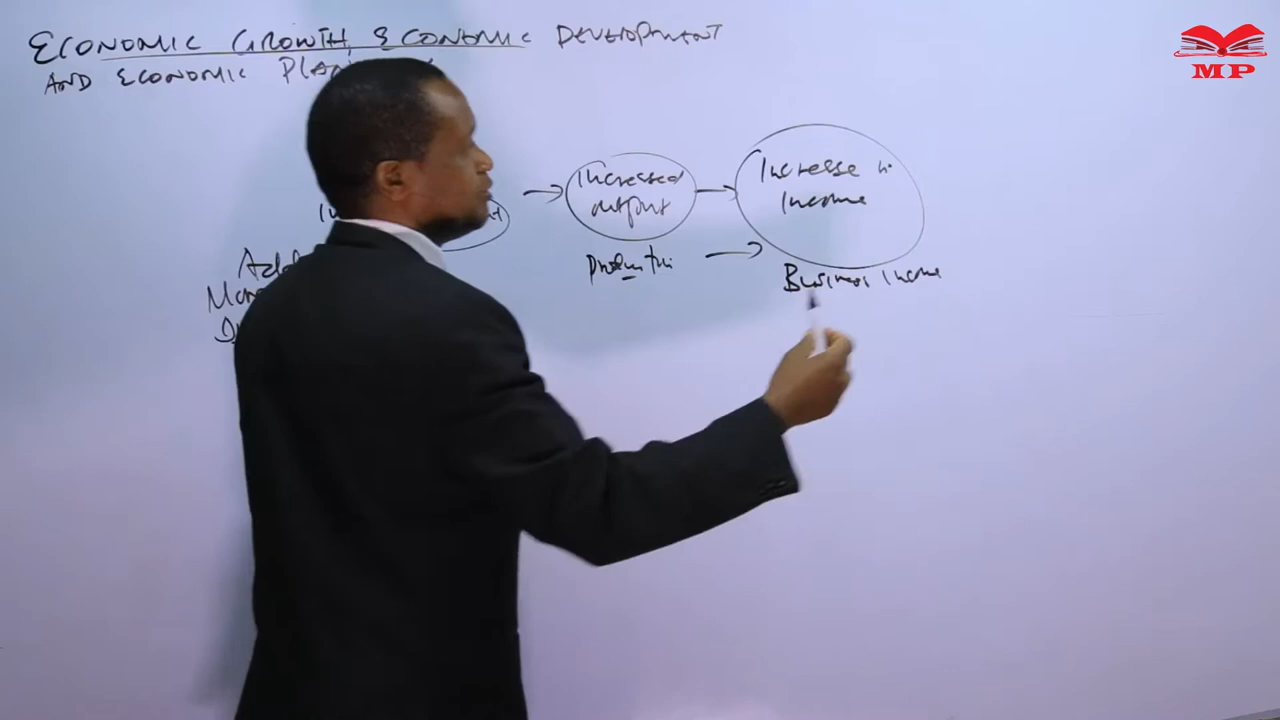 ECONOMIC GROWTH, ECONOMIC DEVELOPMENT
AND ECONOMIC
Increased
output
Production
Increase in
Income
Business Income
MP